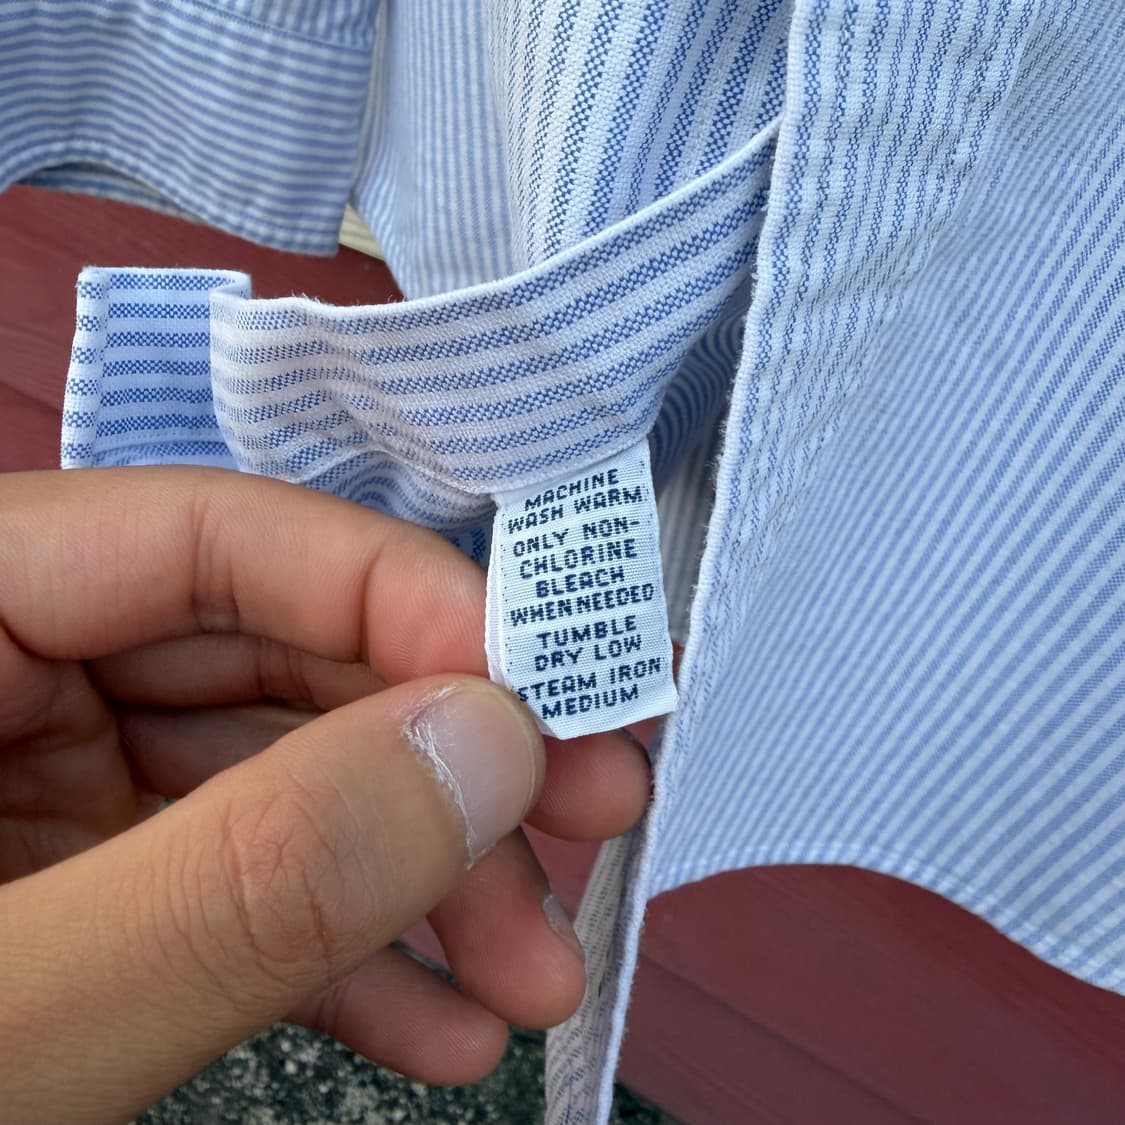 MACHINE
WASH WARM
ONLY NON-
CHLORINE
BLEACH
WHEN NEEDED
TUMBLE
DRY LOW
STEAM IRON
MEDIUM